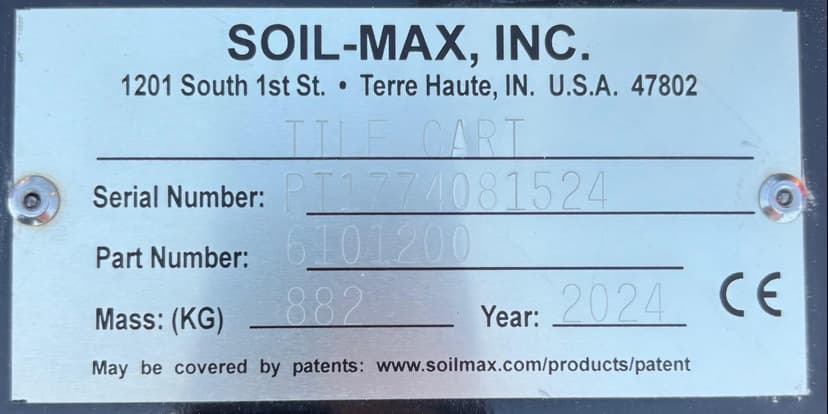 SOIL-MAX, INC.
1201 South 1st St. • Terre Haute, IN. U.S.A. 47802
TILE CART
Serial Number: PT1774081524
Part Number: 6101200
Mass: (KG) 882 Year: 2024 CE
May be covered by patents: www.soilmax.com/products/patent